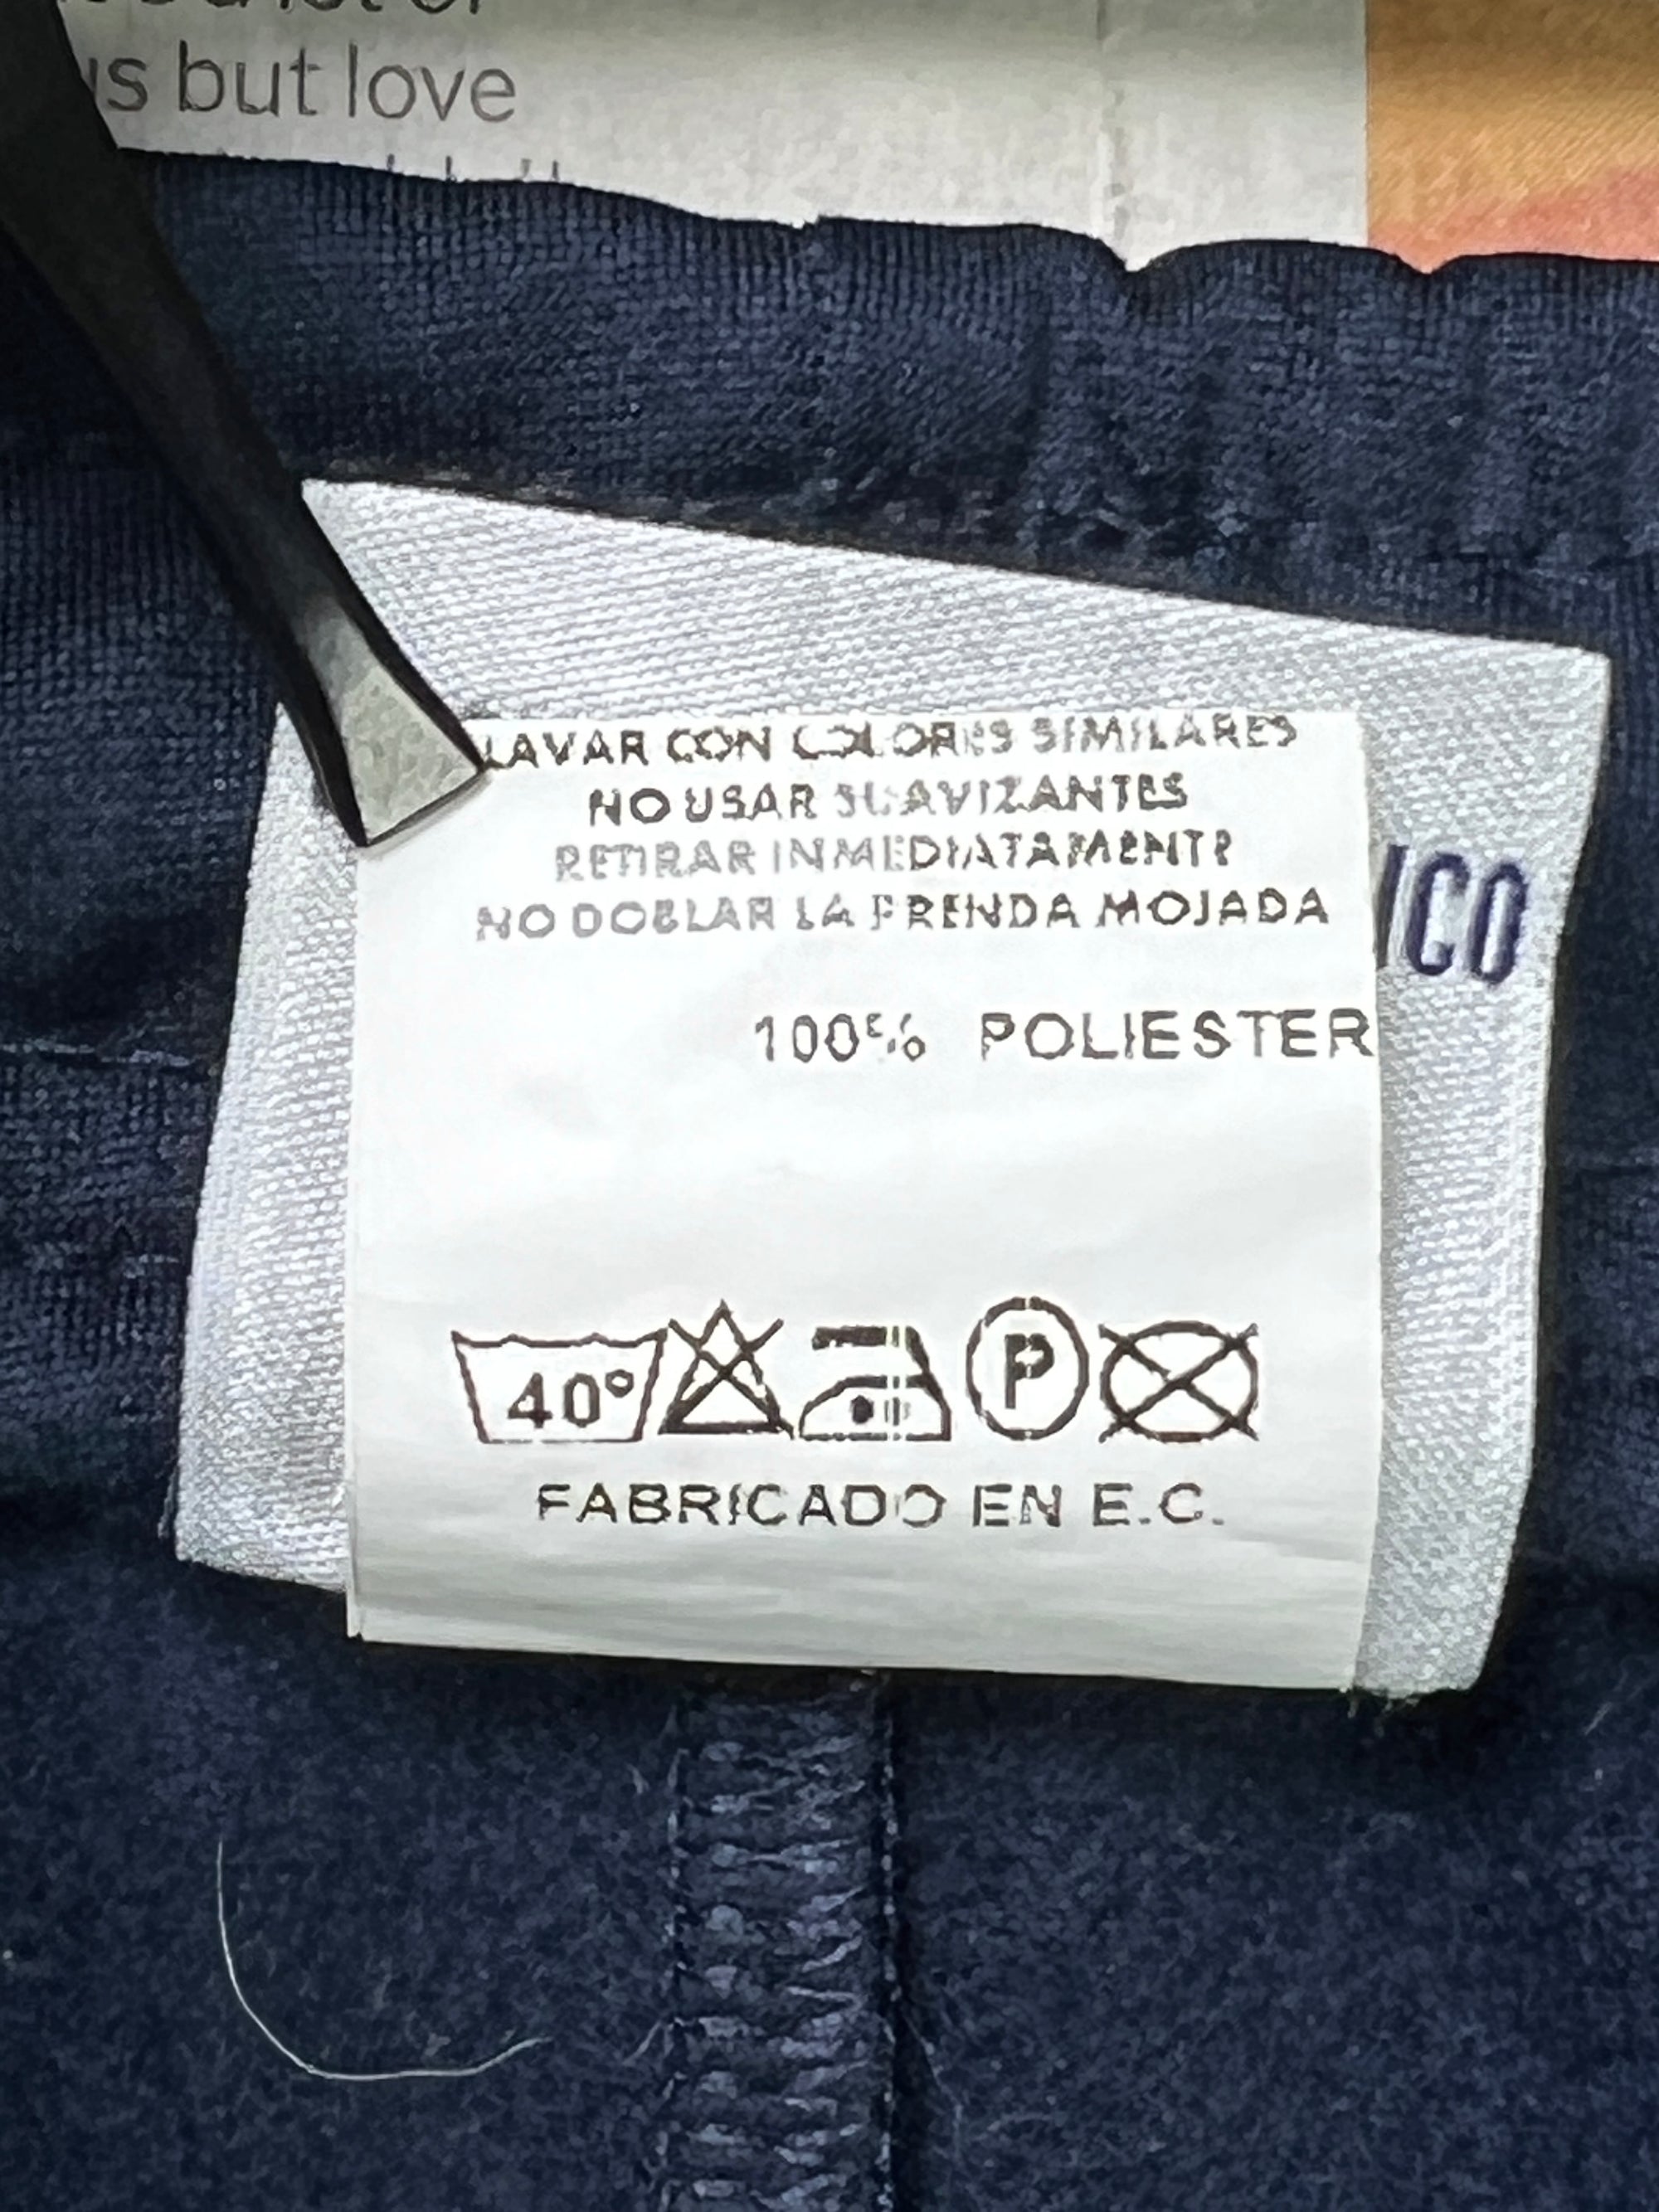 us but love
LAVAR CON COLORES SIMILARES
NO USAR SUAVIZANTES
RETIRAR INMEDIATAMENTE
NO DOBLAR LA PRENDA MOJADA
ICO
100% POLIESTER
40° P
FABRICADO EN E.C.